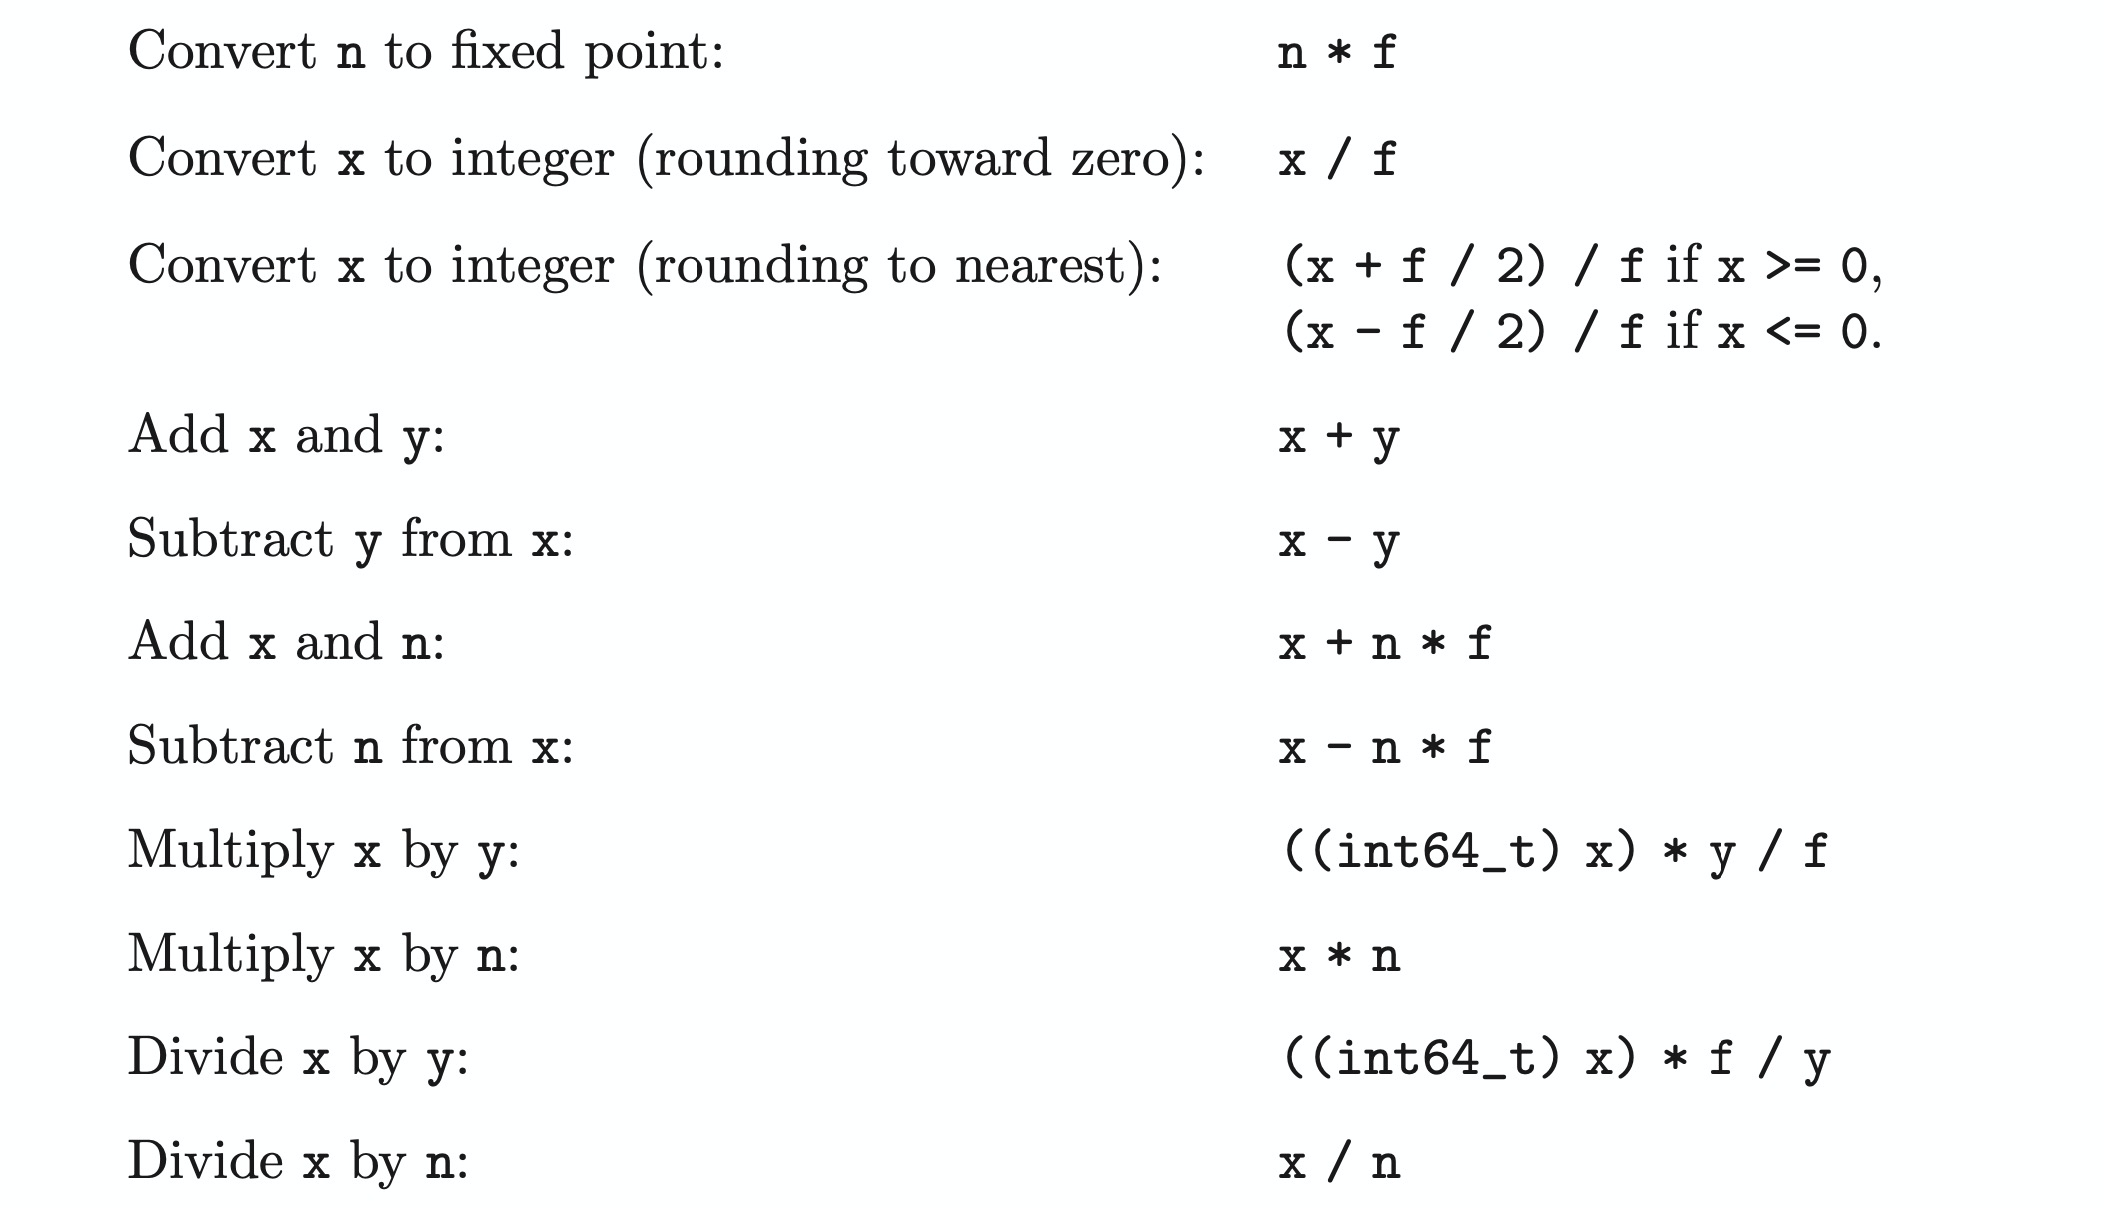 Convert n to fixed point: n * f
Convert x to integer (rounding toward zero): x / f
Convert x to integer (rounding to nearest): (x + f / 2) / f if x >= 0,
(x - f / 2) / f if x <= 0.
Add x and y: x + y
Subtract y from x: x - y
Add x and n: x + n * f
Subtract n from x: x - n * f
Multiply x by y: ((int64_t) x) * y / f
Multiply x by n: x * n
Divide x by y: ((int64_t) x) * f / y
Divide x by n: x / n